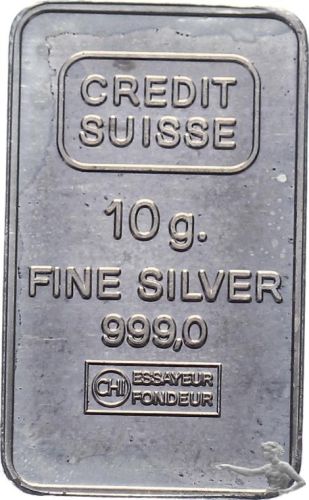 CREDIT
SUISSE
10 g.
FINE SILVER
999,0
CHI ESSAYEUR
FONDEUR